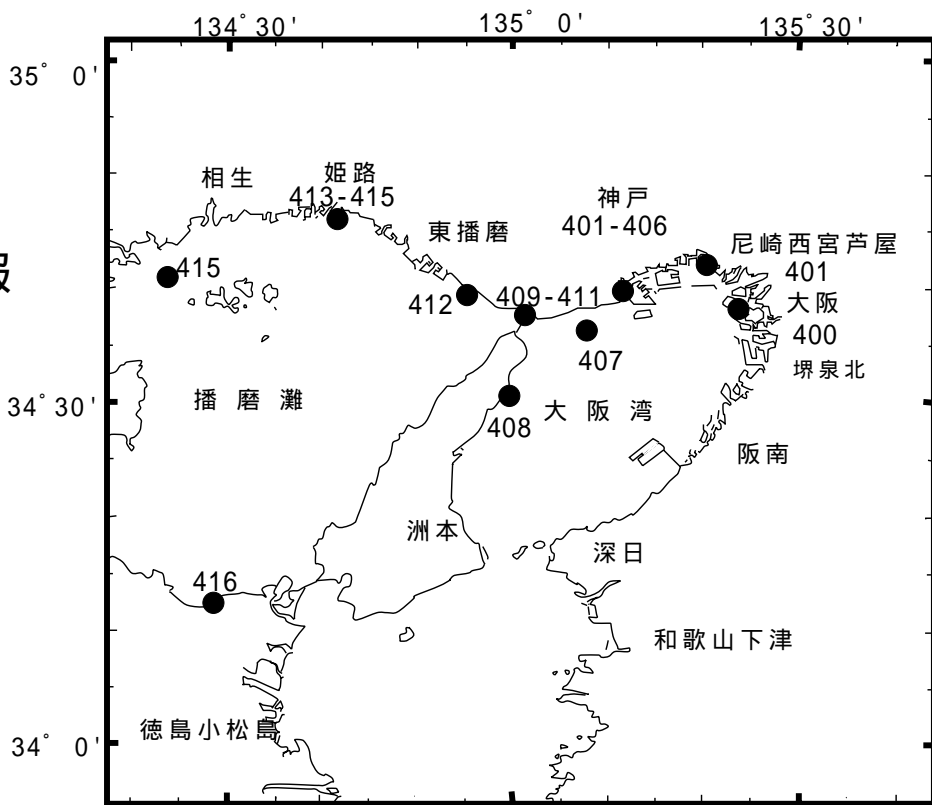 134°30' 135°0' 135°30'
35°0'
相生 姫路
413-415
神戸
401-406
東播磨
尼崎西宮芦屋
401
報
415
412
409-411
大阪
400
407
堺泉北
34°30'
播磨灘
408
大阪湾
阪南
洲本
深日
416
和歌山下津
徳島小松島
34°0'